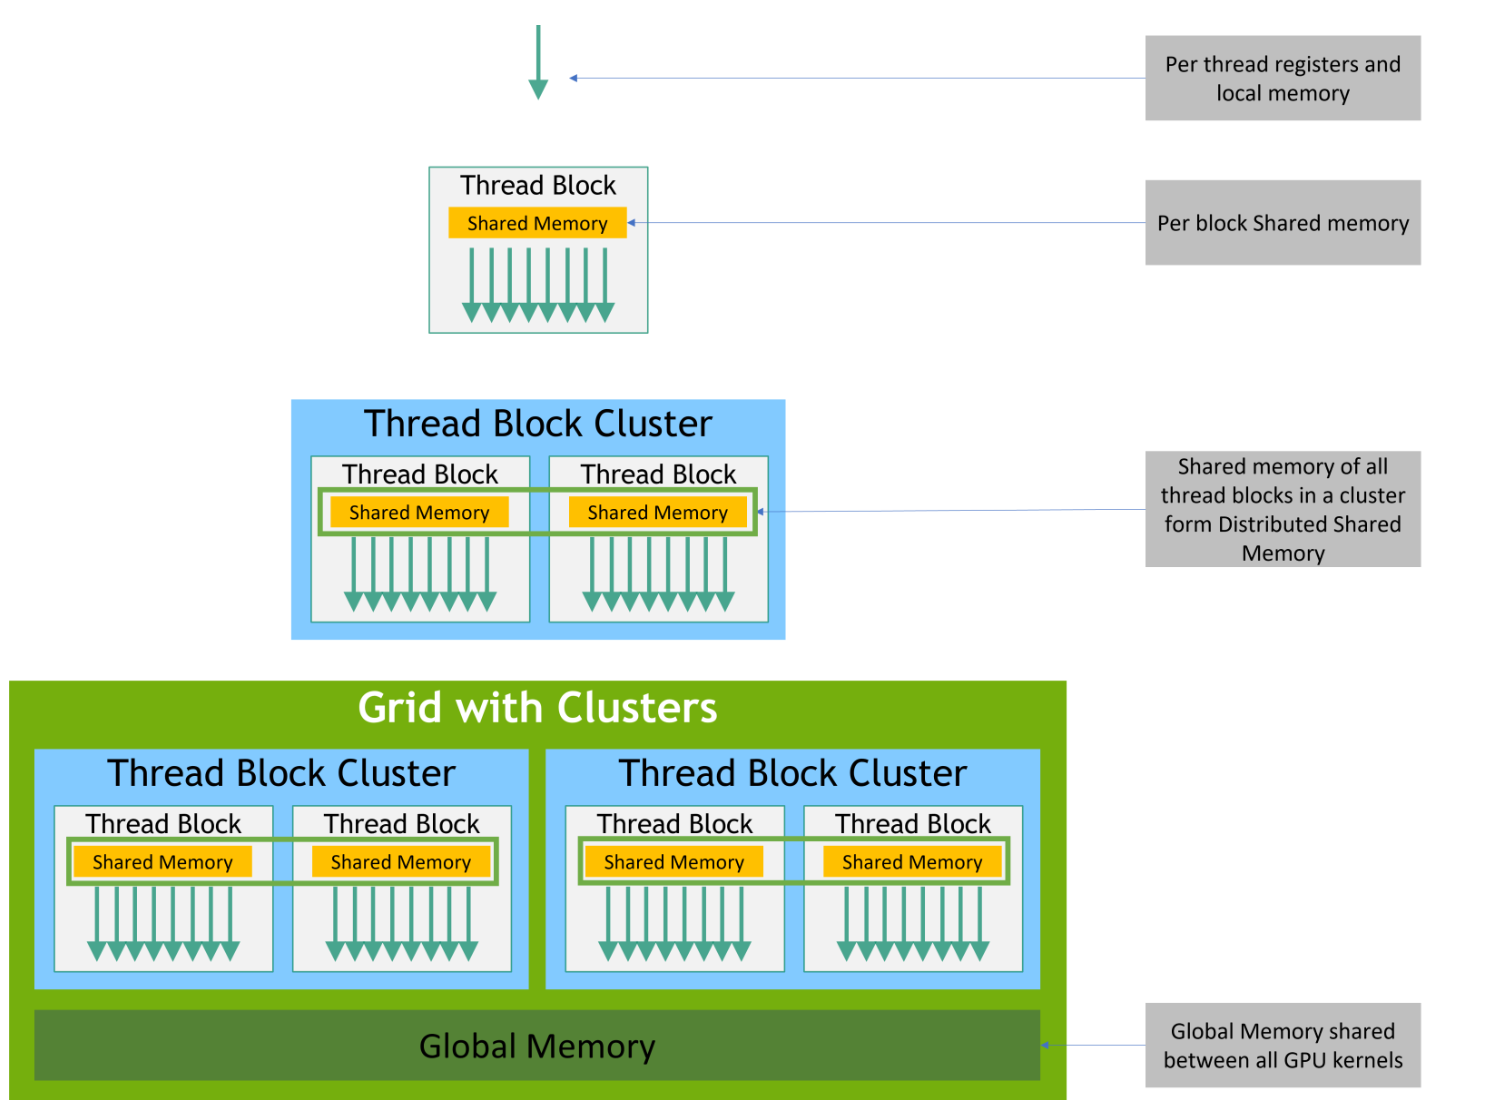 Per thread registers and
local memory
Thread Block
Shared Memory
Per block Shared memory
Thread Block Cluster
Thread Block
Thread Block
Shared Memory
Shared Memory
Shared memory of all
thread blocks in a cluster
form Distributed Shared
Memory
Grid with Clusters
Thread Block Cluster
Thread Block Cluster
Thread Block
Thread Block
Thread Block
Thread Block
Shared Memory
Shared Memory
Shared Memory
Shared Memory
Global Memory
Global Memory shared
between all GPU kernels